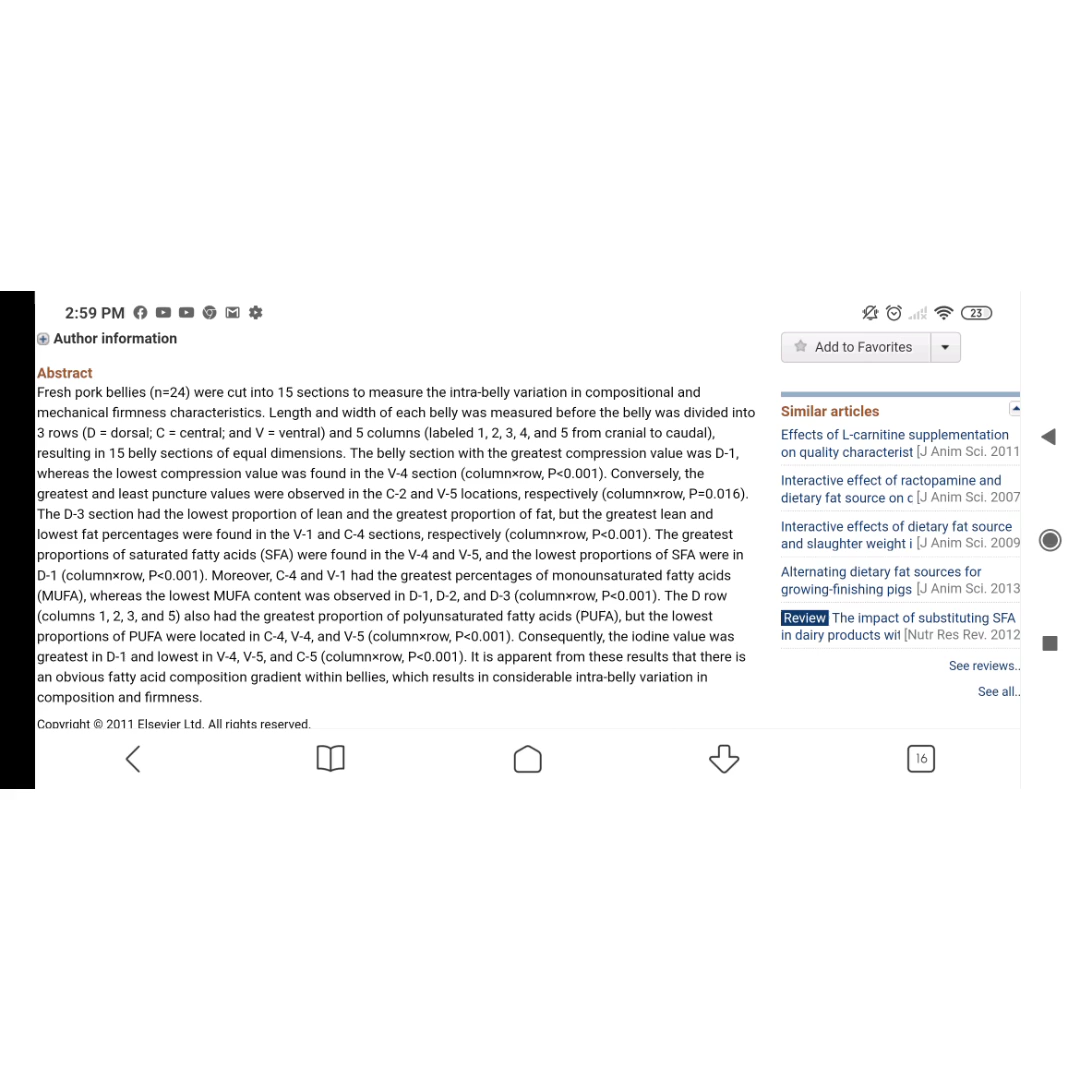 2:59 PM
23
Author information
Add to Favorites
Abstract
Fresh pork bellies (n=24) were cut into 15 sections to measure the intra-belly variation in compositional and
mechanical firmness characteristics. Length and width of each belly was measured before the belly was divided into
3 rows (D = dorsal; C = central; and V = ventral) and 5 columns (labeled 1, 2, 3, 4, and 5 from cranial to caudal),
resulting in 15 belly sections of equal dimensions. The belly section with the greatest compression value was D-1,
whereas the lowest compression value was found in the V-4 section (column×row, P<0.001). Conversely, the
greatest and least puncture values were observed in the C-2 and V-5 locations, respectively (column×row, P=0.016).
The D-3 section had the lowest proportion of lean and the greatest proportion of fat, but the greatest lean and
lowest fat percentages were found in the V-1 and C-4 sections, respectively (column×row, P<0.001). The greatest
proportions of saturated fatty acids (SFA) were found in the V-4 and V-5, and the lowest proportions of SFA were in
D-1 (column×row, P<0.001). Moreover, C-4 and V-1 had the greatest percentages of monounsaturated fatty acids
(MUFA), whereas the lowest MUFA content was observed in D-1, D-2, and D-3 (column×row, P<0.001). The D row
(columns 1, 2, 3, and 5) also had the greatest proportion of polyunsaturated fatty acids (PUFA), but the lowest
proportions of PUFA were located in C-4, V-4, and V-5 (column×row, P<0.001). Consequently, the iodine value was
greatest in D-1 and lowest in V-4, V-5, and C-5 (column×row, P<0.001). It is apparent from these results that there is
an obvious fatty acid composition gradient within bellies, which results in considerable intra-belly variation in
composition and firmness.
Copyright © 2011 Elsevier Ltd. All rights reserved.
Similar articles
Effects of L-carnitine supplementation
on quality characterist [J Anim Sci. 2011
Interactive effect of ractopamine and
dietary fat source on c [J Anim Sci. 2007
Interactive effects of dietary fat source
and slaughter weight i [J Anim Sci. 2009
Alternating dietary fat sources for
growing-finishing pigs [J Anim Sci. 2013
Review The impact of substituting SFA
in dairy products wit [Nutr Res Rev. 2012
See reviews..
See all..
16